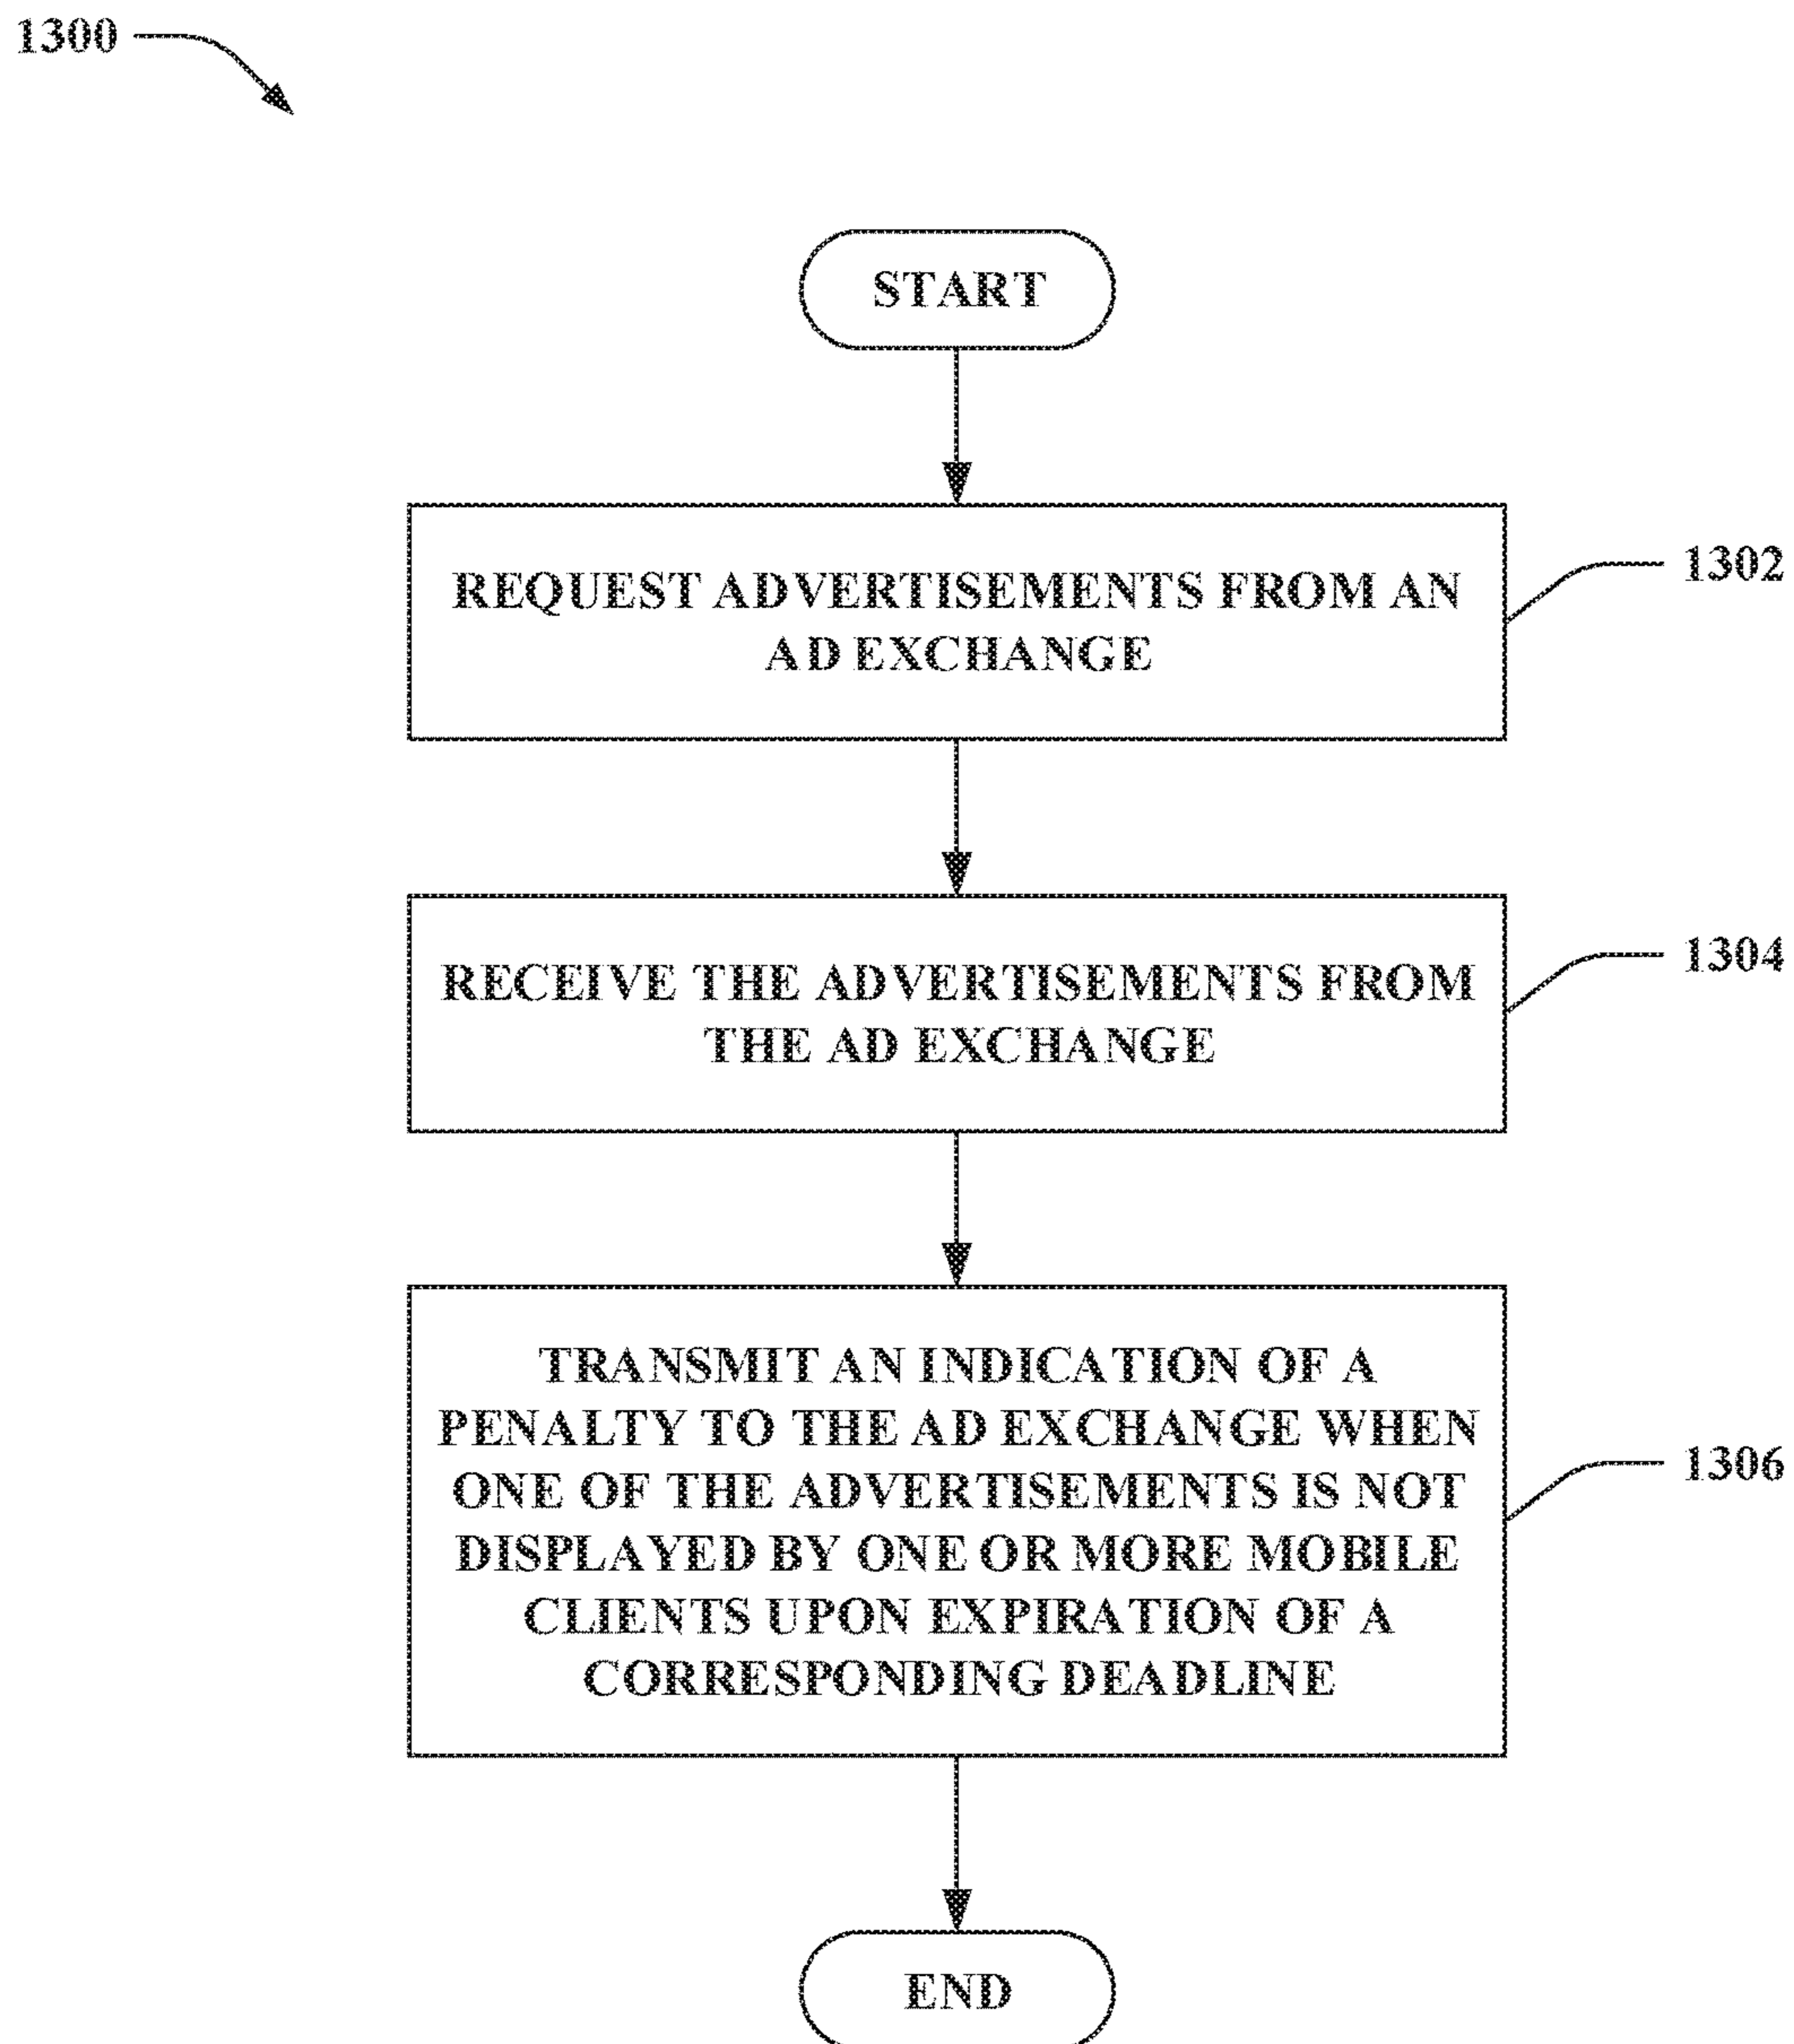 1300
START
REQUEST ADVERTISEMENTS FROM AN
AD EXCHANGE
1302
RECEIVE THE ADVERTISEMENTS FROM
THE AD EXCHANGE
1304
TRANSMIT AN INDICATION OF A
PENALTY TO THE AD EXCHANGE WHEN
ONE OF THE ADVERTISEMENTS IS NOT
DISPLAYED BY ONE OR MORE MOBILE
CLIENTS UPON EXPIRATION OF A
CORRESPONDING DEADLINE
1306
END